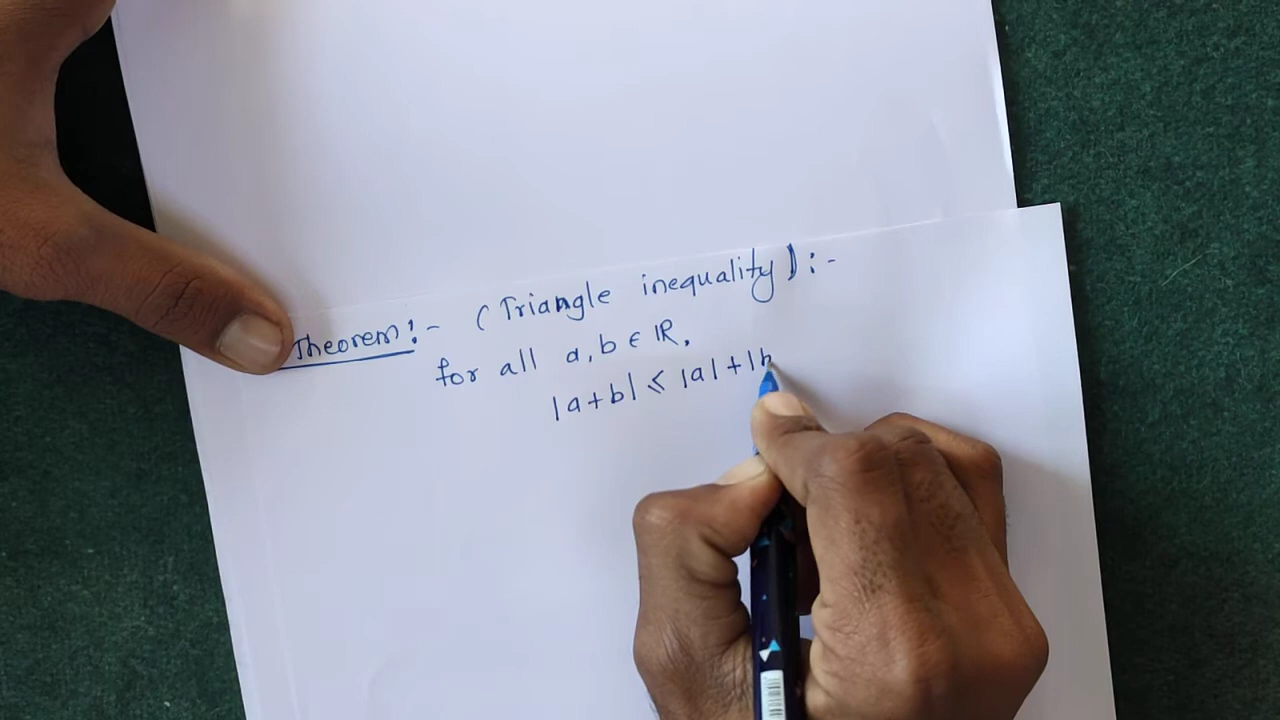 Theorem:- (Triangle inequality):-
for all a, b ∈ ℝ,
|a+b| ≤ |a|+|b